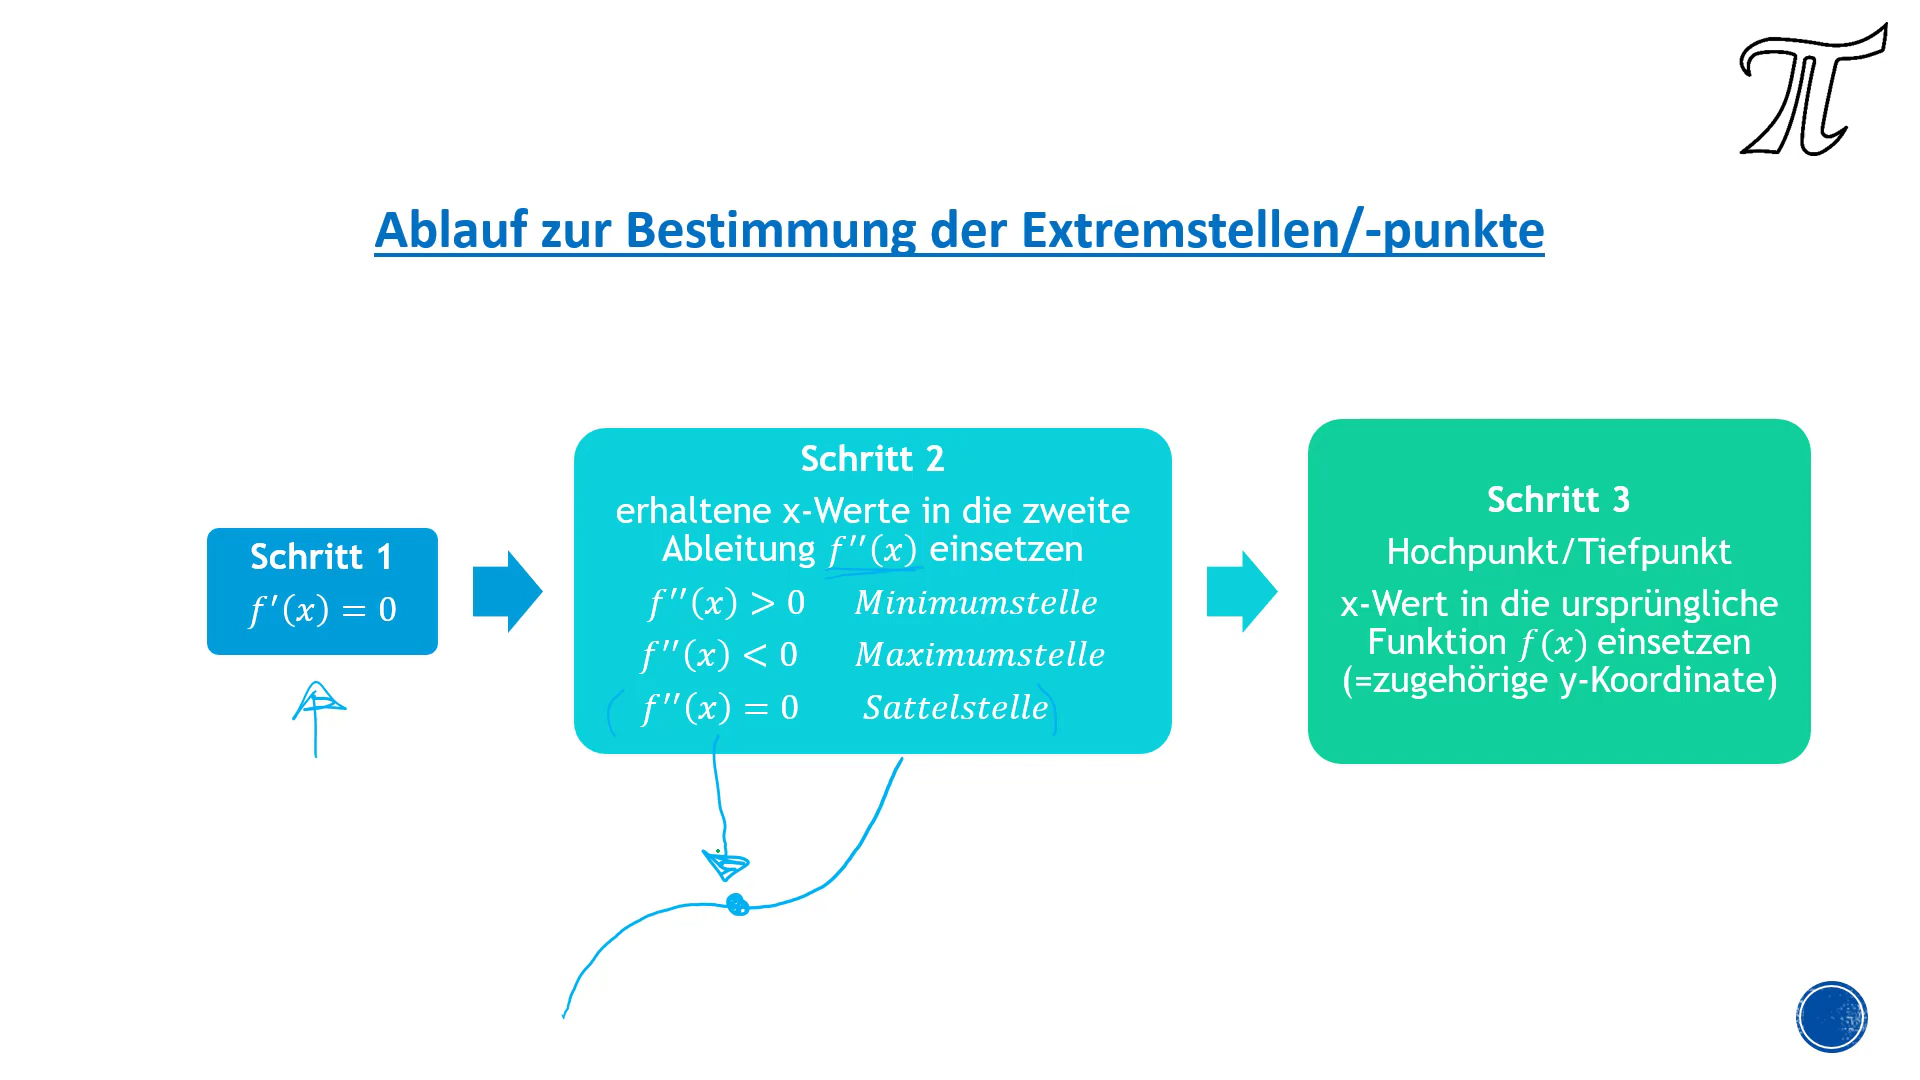 π
Ablauf zur Bestimmung der Extremstellen/-punkte
Schritt 1
f′(x) = 0
Schritt 2
erhaltene x-Werte in die zweite
Ableitung f′′(x) einsetzen
f′′(x) > 0 Minimumstelle
f′′(x) < 0 Maximumstelle
( f′′(x) = 0 Sattelstelle )
Schritt 3
Hochpunkt/Tiefpunkt
x-Wert in die ursprüngliche
Funktion f(x) einsetzen
(=zugehörige y-Koordinate)